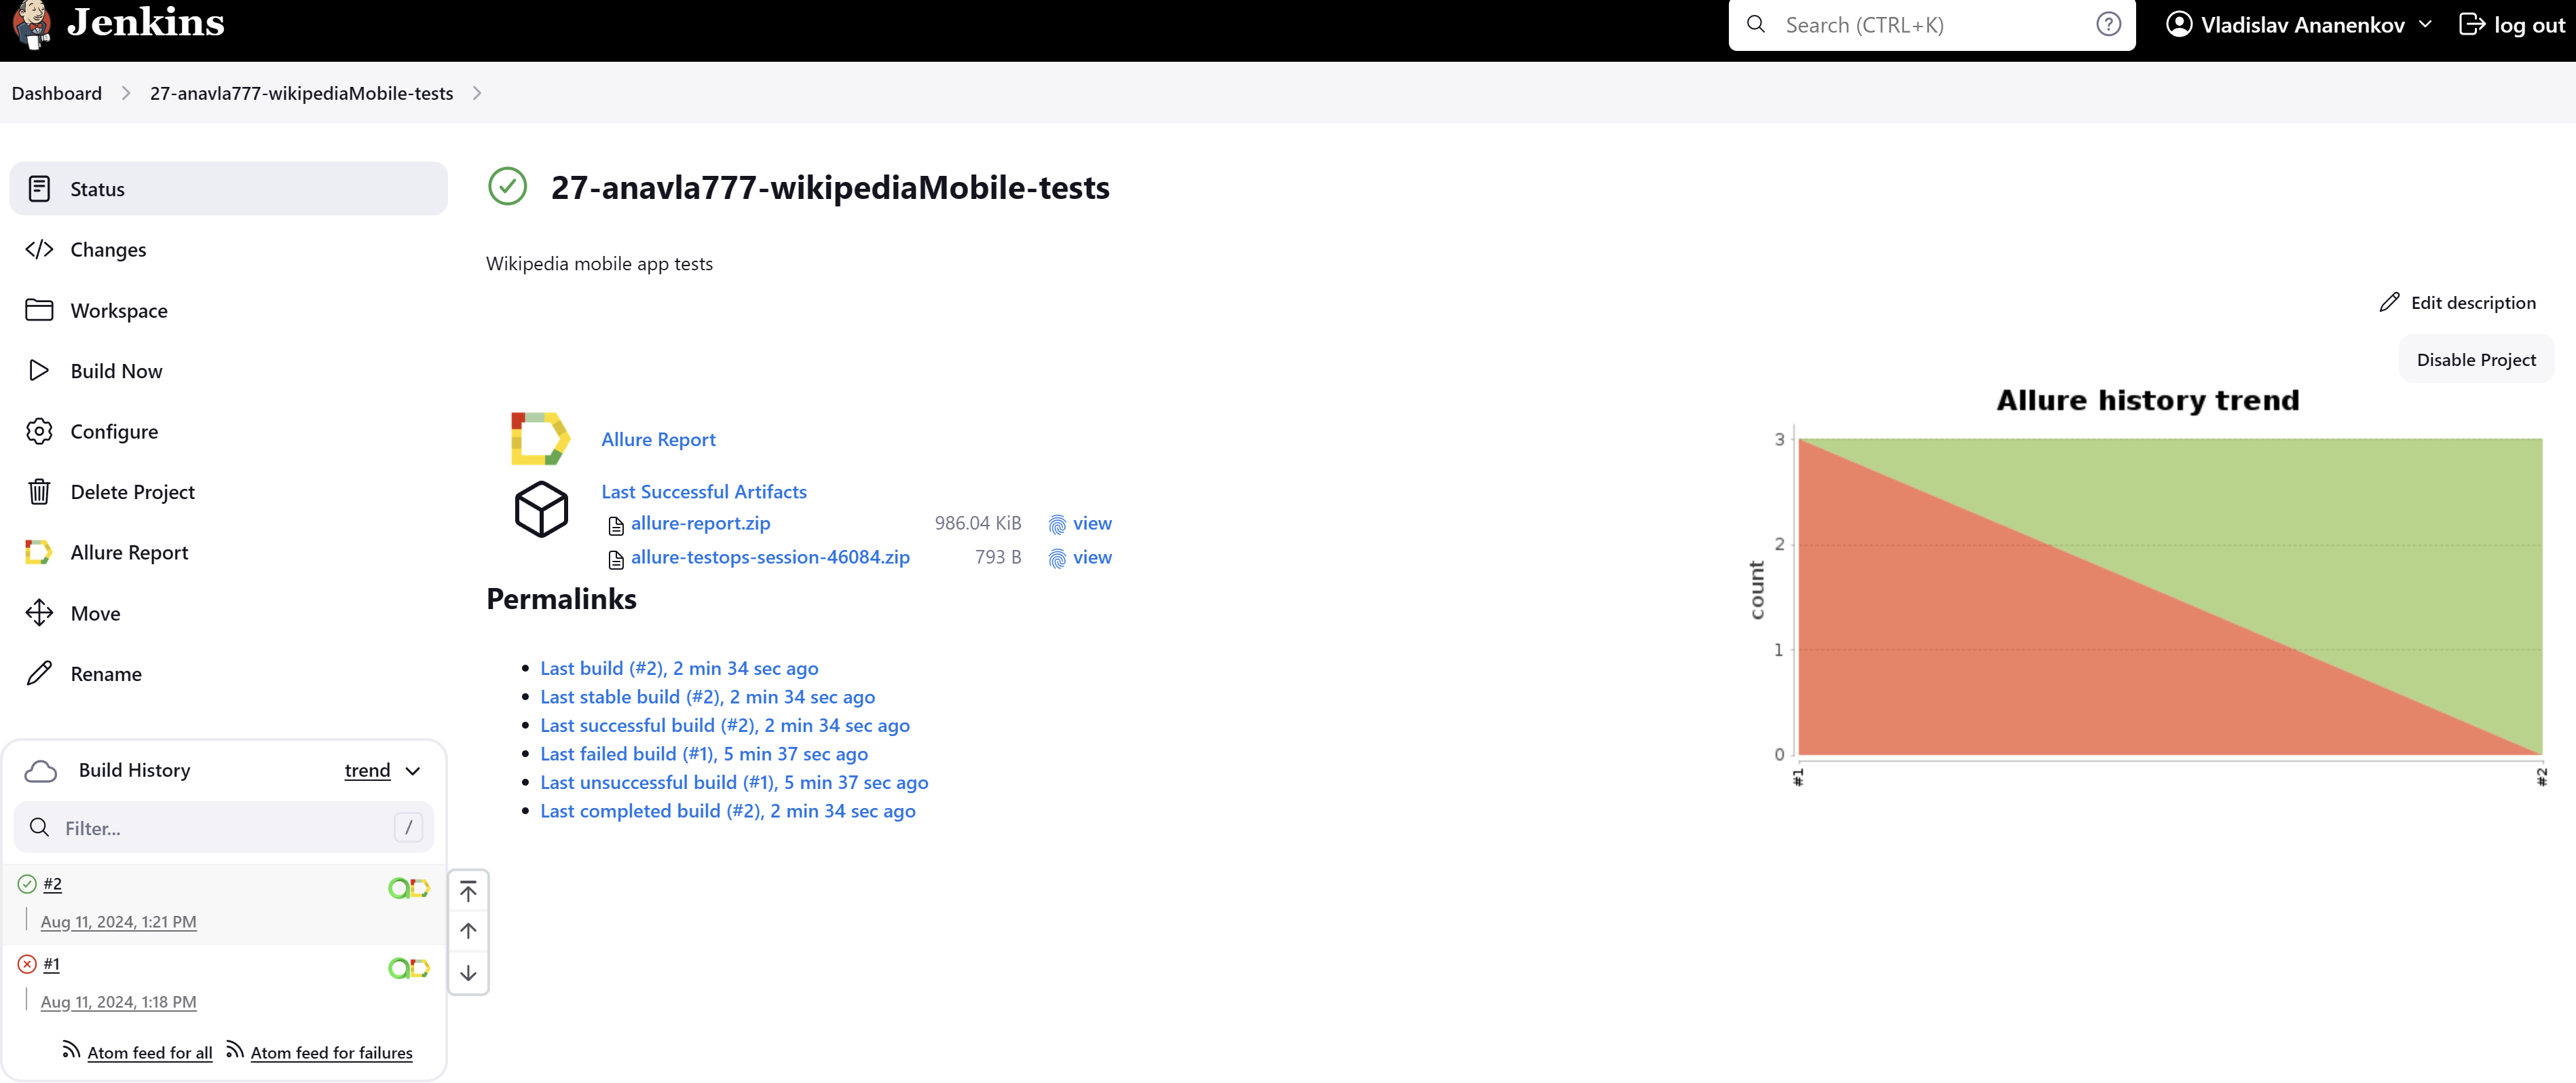 Jenkins
Search (CTRL+K)
Vladislav Ananenkov
log out
Dashboard
27-anavla777-wikipediaMobile-tests
Status
Changes
Workspace
Build Now
Configure
Delete Project
Allure Report
Move
Rename
Build History
trend
Filter...
/
#2
Aug 11, 2024, 1:21 PM
#1
Aug 11, 2024, 1:18 PM
Atom feed for all
Atom feed for failures
27-anavla777-wikipediaMobile-tests
Wikipedia mobile app tests
Edit description
Disable Project
Allure Report
Last Successful Artifacts
allure-report.zip 986.04 KiB view
allure-testops-session-46084.zip 793 B view
Permalinks
Last build (#2), 2 min 34 sec ago
Last stable build (#2), 2 min 34 sec ago
Last successful build (#2), 2 min 34 sec ago
Last failed build (#1), 5 min 37 sec ago
Last unsuccessful build (#1), 5 min 37 sec ago
Last completed build (#2), 2 min 34 sec ago
Allure history trend
count
3
2
1
0
#1
#2